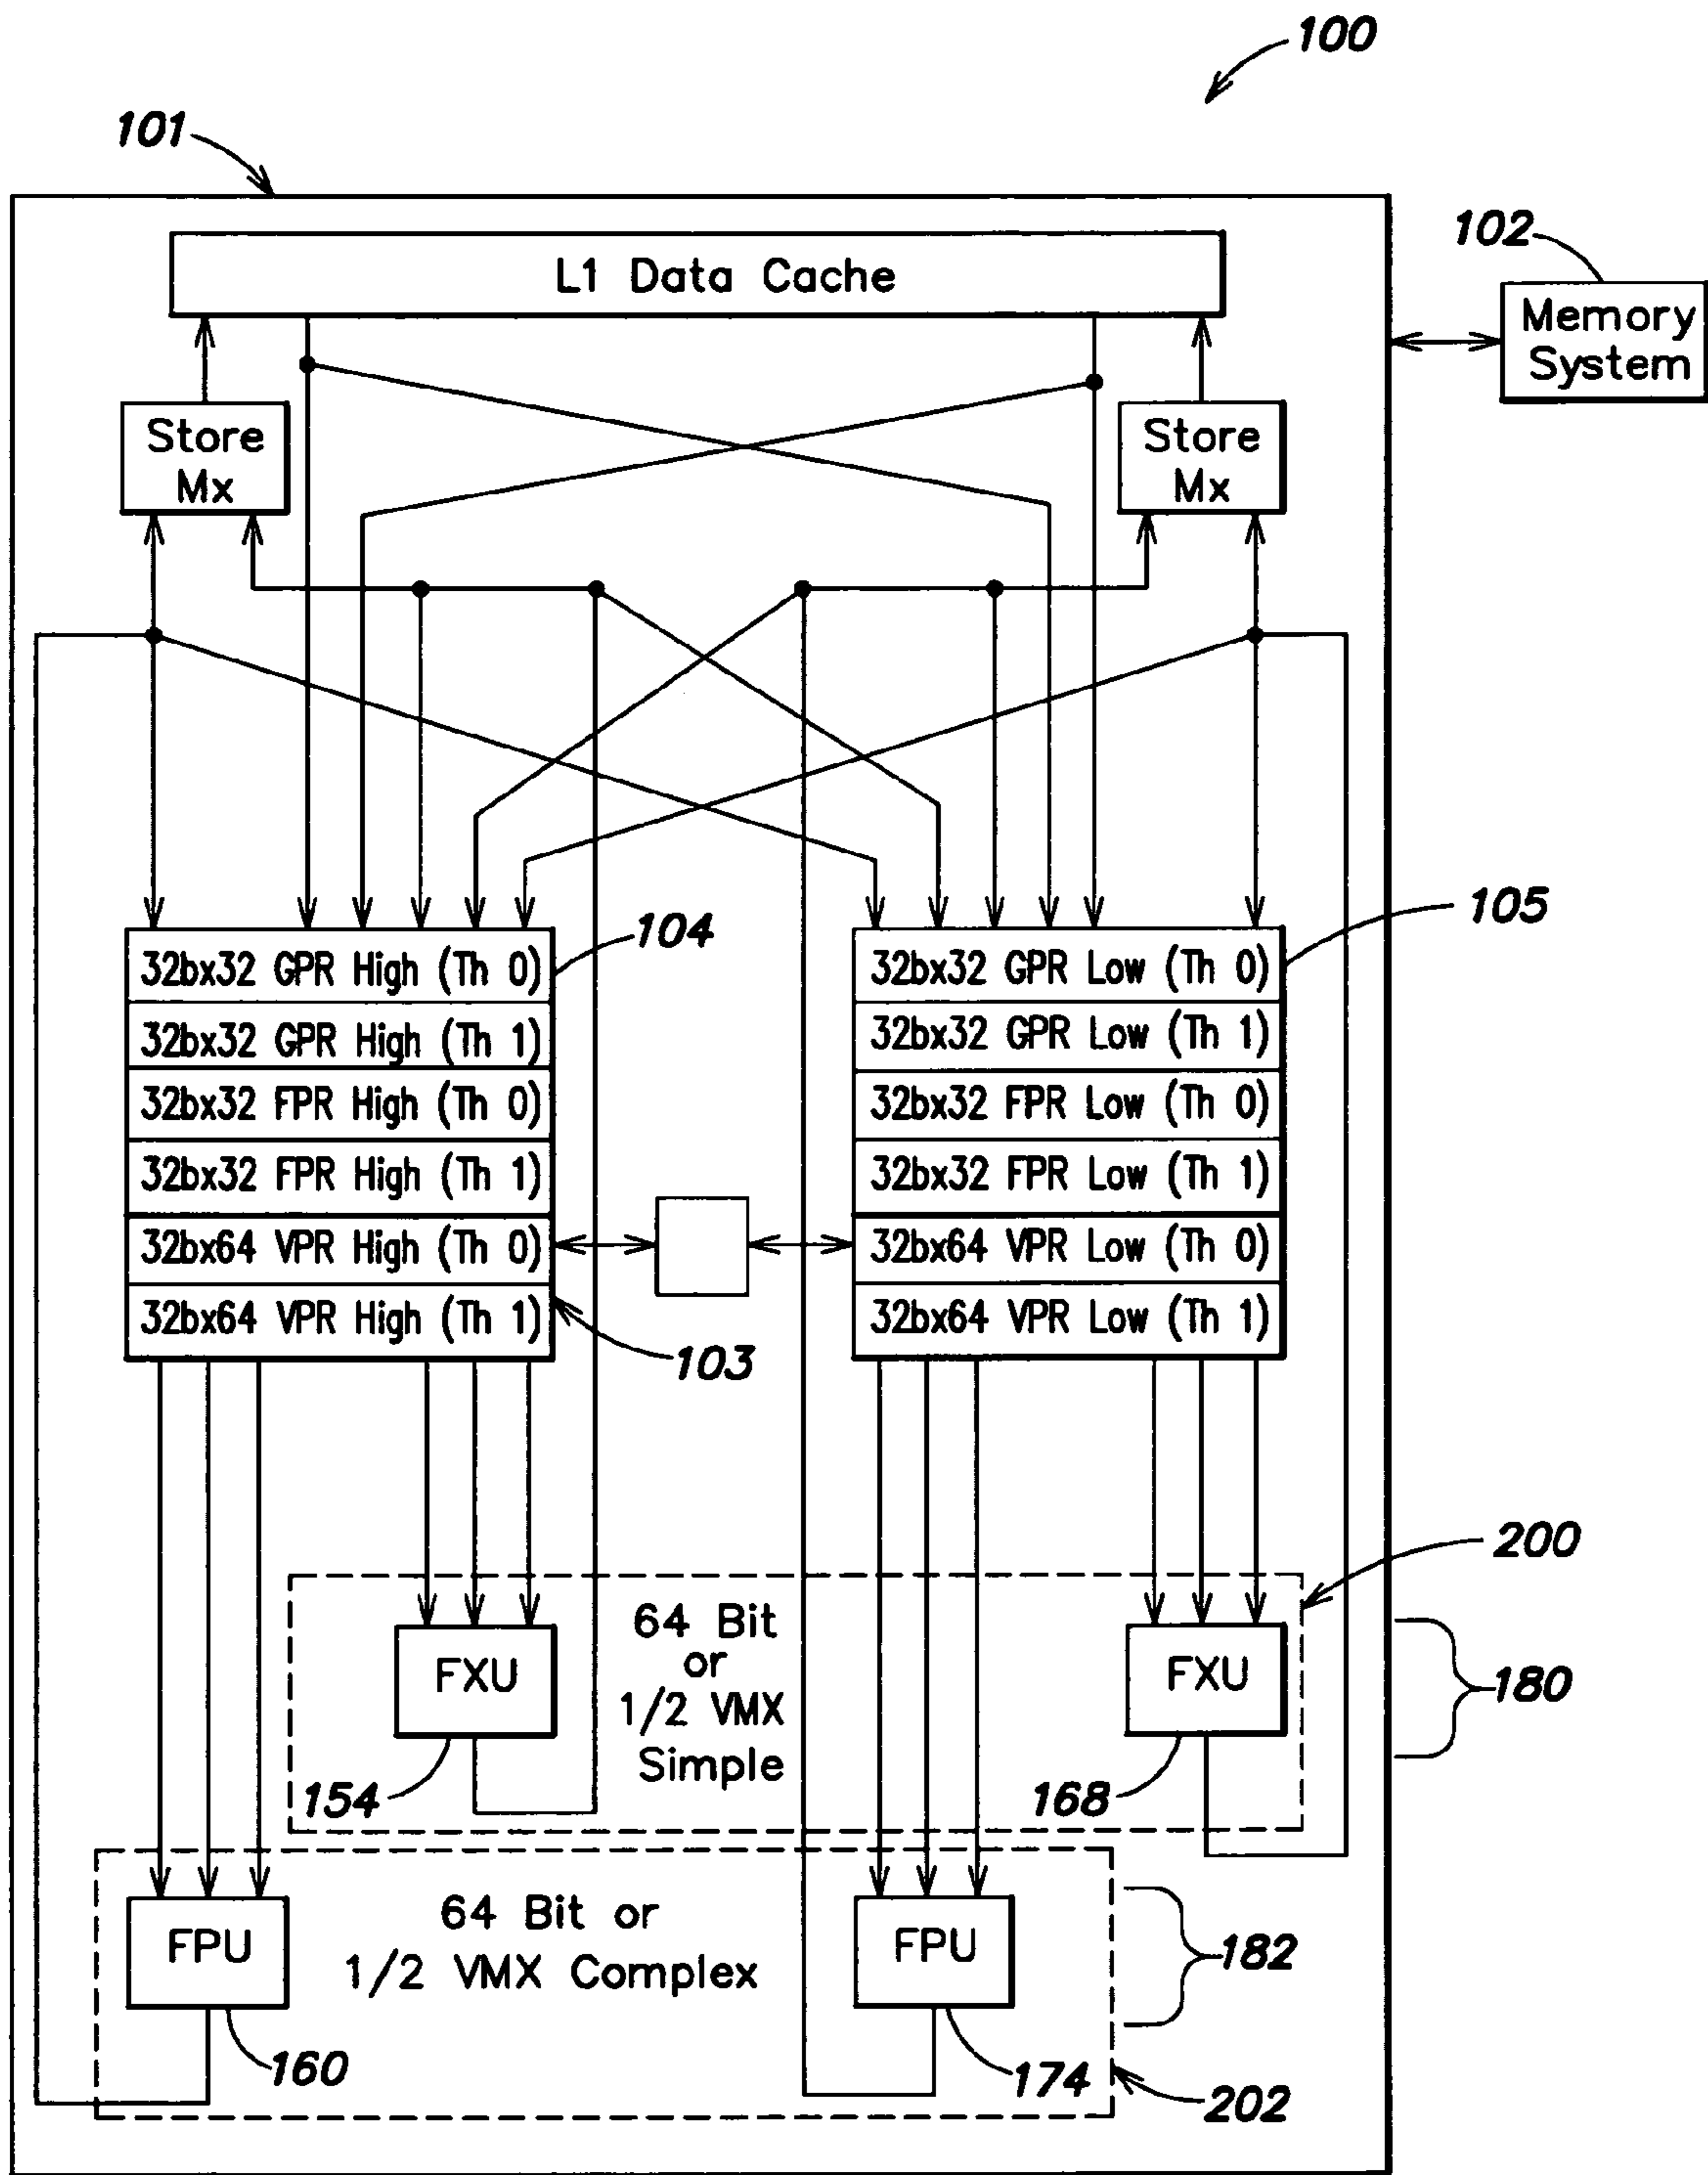 100
101
102
L1 Data Cache
Memory
System
Store
Mx
Store
Mx
104
105
32bx32 GPR High (Th 0)
32bx32 GPR High (Th 1)
32bx32 FPR High (Th 0)
32bx32 FPR High (Th 1)
32bx64 VPR High (Th 0)
32bx64 VPR High (Th 1)
32bx32 GPR Low (Th 0)
32bx32 GPR Low (Th 1)
32bx32 FPR Low (Th 0)
32bx32 FPR Low (Th 1)
32bx64 VPR Low (Th 0)
32bx64 VPR Low (Th 1)
103
200
FXU
64 Bit
or
1/2 VMX
Simple
FXU
180
154
168
FPU
64 Bit or
1/2 VMX Complex
FPU
182
160
174
202